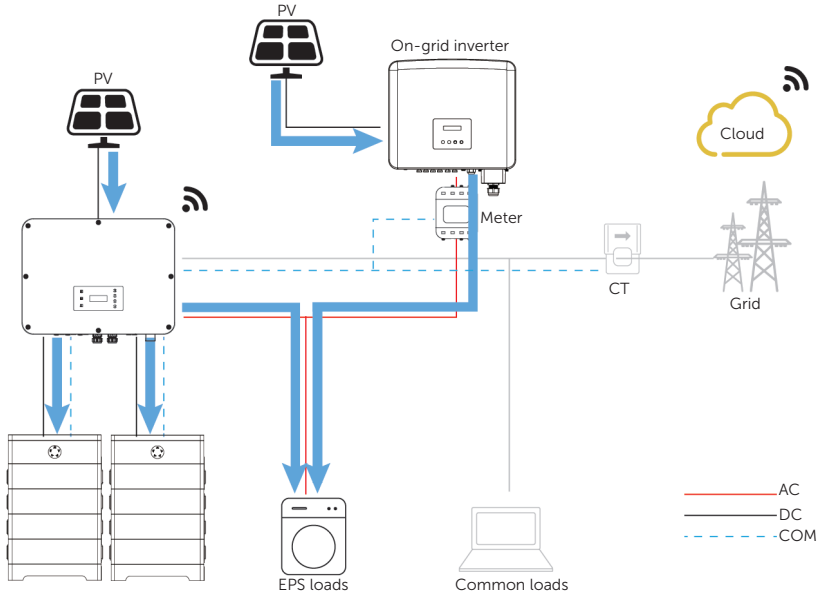 PV
On-grid inverter
PV
Cloud
Meter
CT
Grid
AC
DC
COM
EPS loads
Common loads